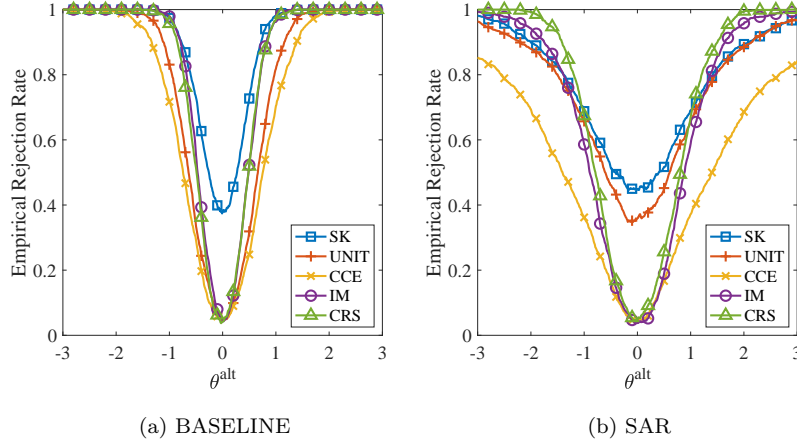 1
0.8
0.6
0.4
0.2
0
Empirical Rejection Rate
-3 -2 -1 0 1 2 3
θ^alt
SK
UNIT
CCE
IM
CRS
(a) BASELINE
1
0.8
0.6
0.4
0.2
0
Empirical Rejection Rate
-3 -2 -1 0 1 2 3
θ^alt
SK
UNIT
CCE
IM
CRS
(b) SAR